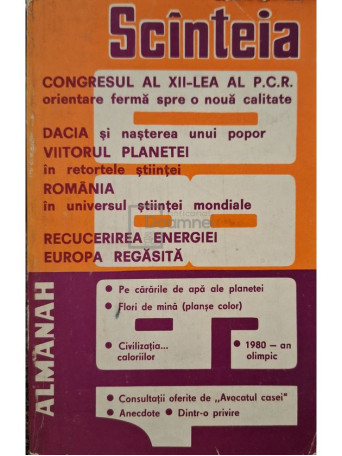 Scînteia
CONGRESUL AL XII-LEA AL P.C.R.
orientare fermă spre o nouă calitate
DACIA și nașterea unui popor
VIITORUL PLANETEI
în retortele științei
ROMÂNIA
în universul științei mondiale
RECUCERIREA ENERGIEI
EUROPA REGĂSITĂ
ALMANAH
• Pe cărările de apă ale planetei
• Flori de mină (planșe color)
• Civilizația... caloriilor
• 1980 — an olimpic
• Consultații oferite de „Avocatul casei"
• Anecdote • Dintr-o privire